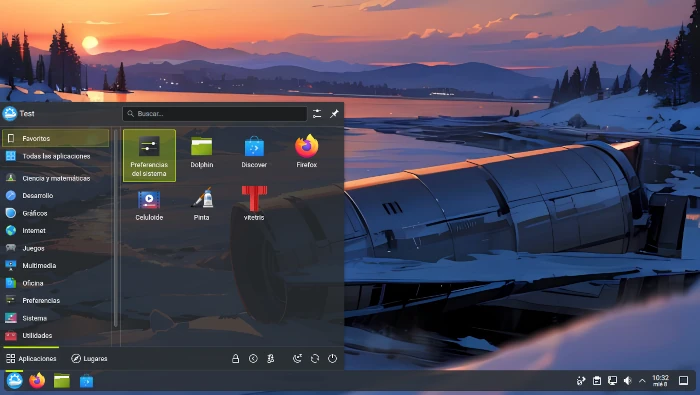 Test
Buscar...
Favoritos
Todas las aplicaciones
Ciencia y matemáticas
Desarrollo
Gráficos
Internet
Juegos
Multimedia
Oficina
Preferencias
Sistema
Utilidades
Preferencias
del sistema
Dolphin
Discover
Firefox
Celuloide
Pinta
vitetris
Aplicaciones
Lugares
10:32
mié 8